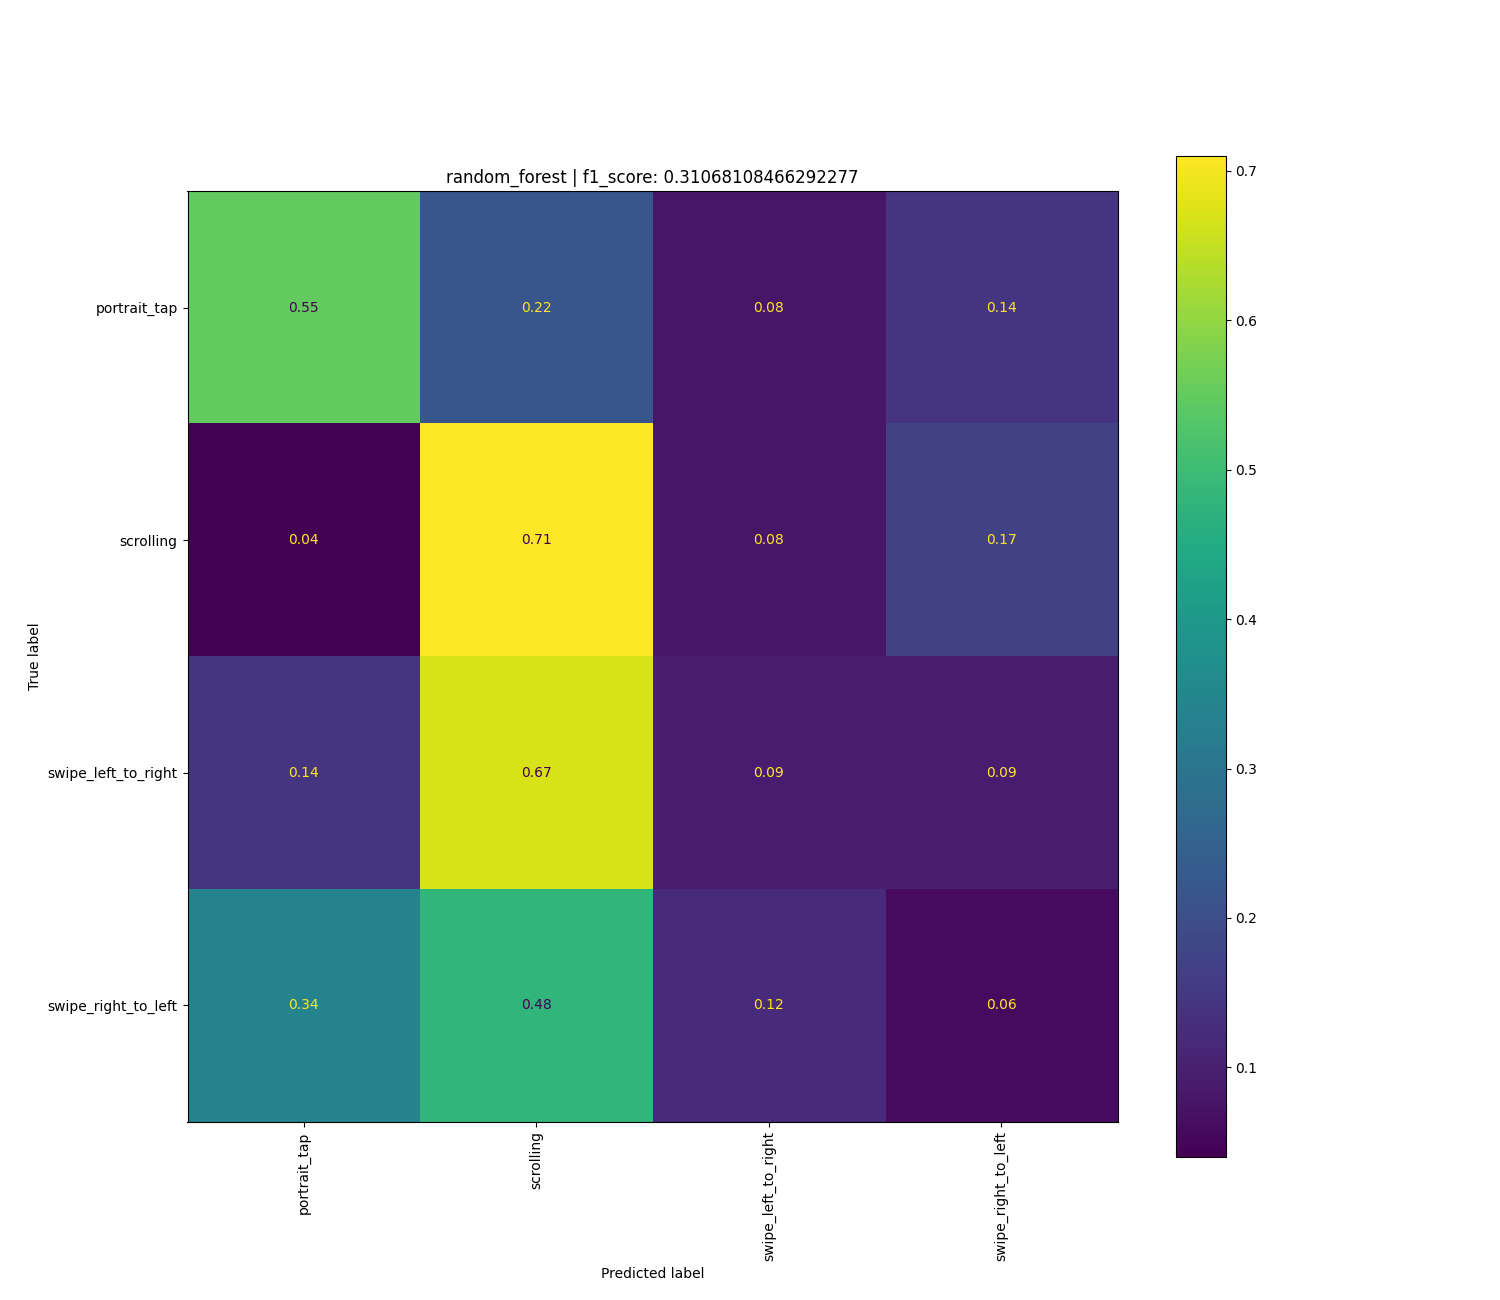 random_forest | f1_score: 0.31068108466292277
True label
portrait_tap
0.55 0.22 0.08 0.14
scrolling
0.04 0.71 0.08 0.17
swipe_left_to_right
0.14 0.67 0.09 0.09
swipe_right_to_left
0.34 0.48 0.12 0.06
portrait_tap
scrolling
swipe_left_to_right
swipe_right_to_left
Predicted label
0.7
0.6
0.5
0.4
0.3
0.2
0.1